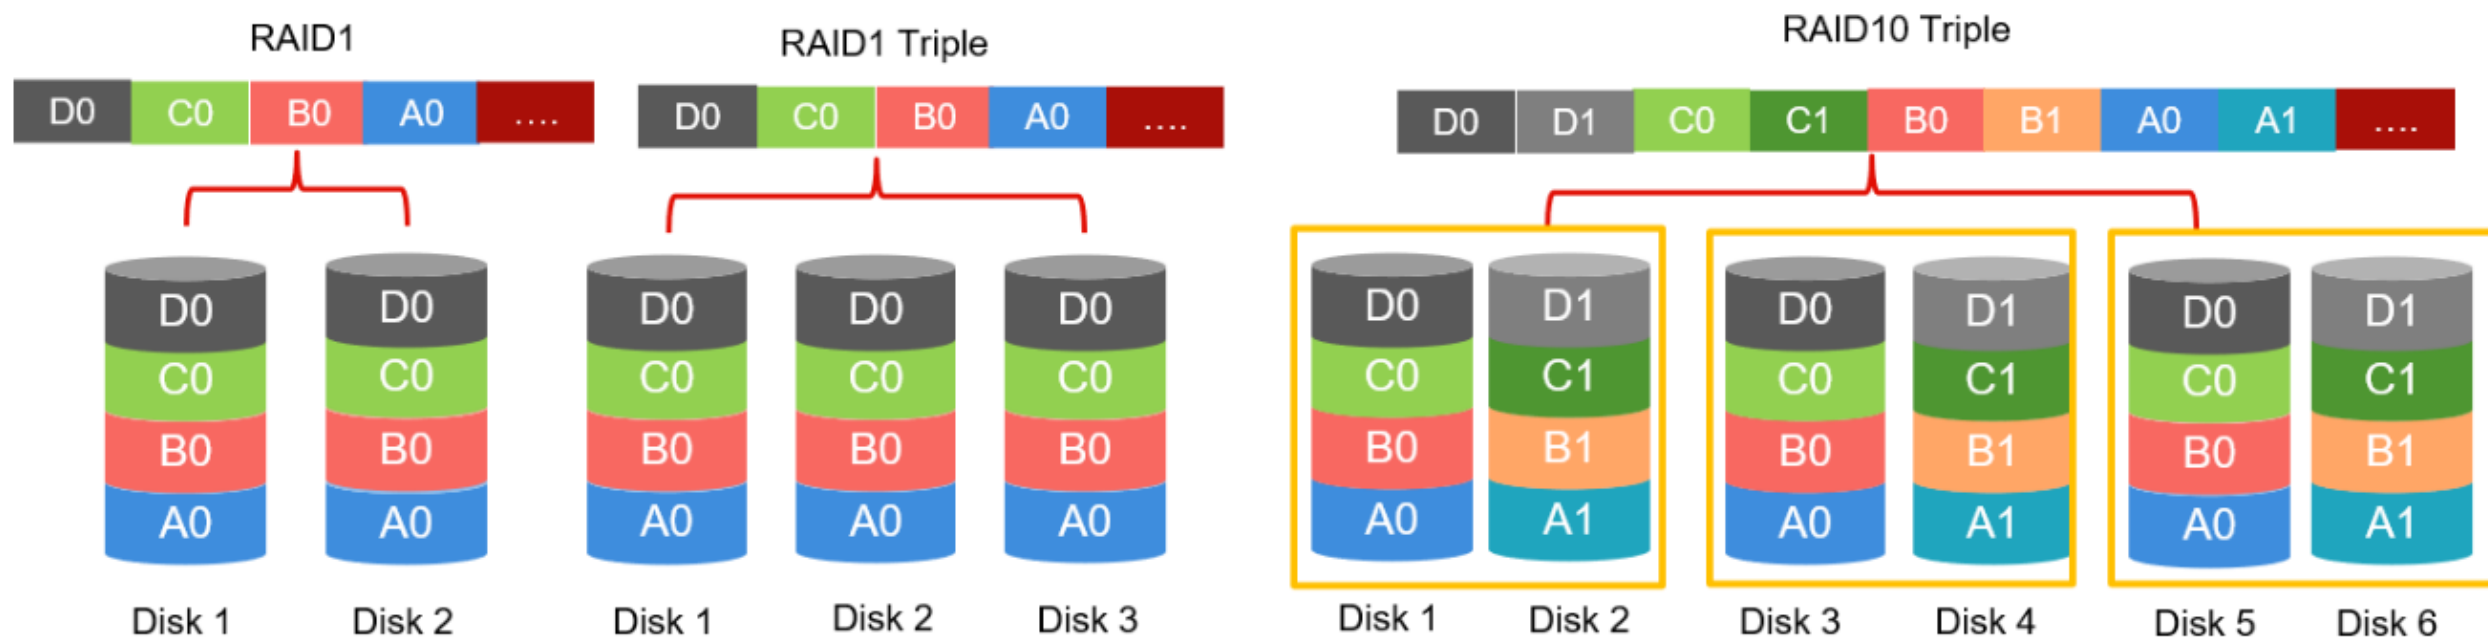 RAID1
RAID1 Triple
RAID10 Triple
D0 C0 B0 A0 ....
D0 C0 B0 A0 ....
D0 D1 C0 C1 B0 B1 A0 A1 ....
D0 D0
C0 C0
B0 B0
A0 A0
Disk 1 Disk 2
D0 D0 D0
C0 C0 C0
B0 B0 B0
A0 A0 A0
Disk 1 Disk 2 Disk 3
D0 D1 D0 D1 D0 D1
C0 C1 C0 C1 C0 C1
B0 B1 B0 B1 B0 B1
A0 A1 A0 A1 A0 A1
Disk 1 Disk 2 Disk 3 Disk 4 Disk 5 Disk 6